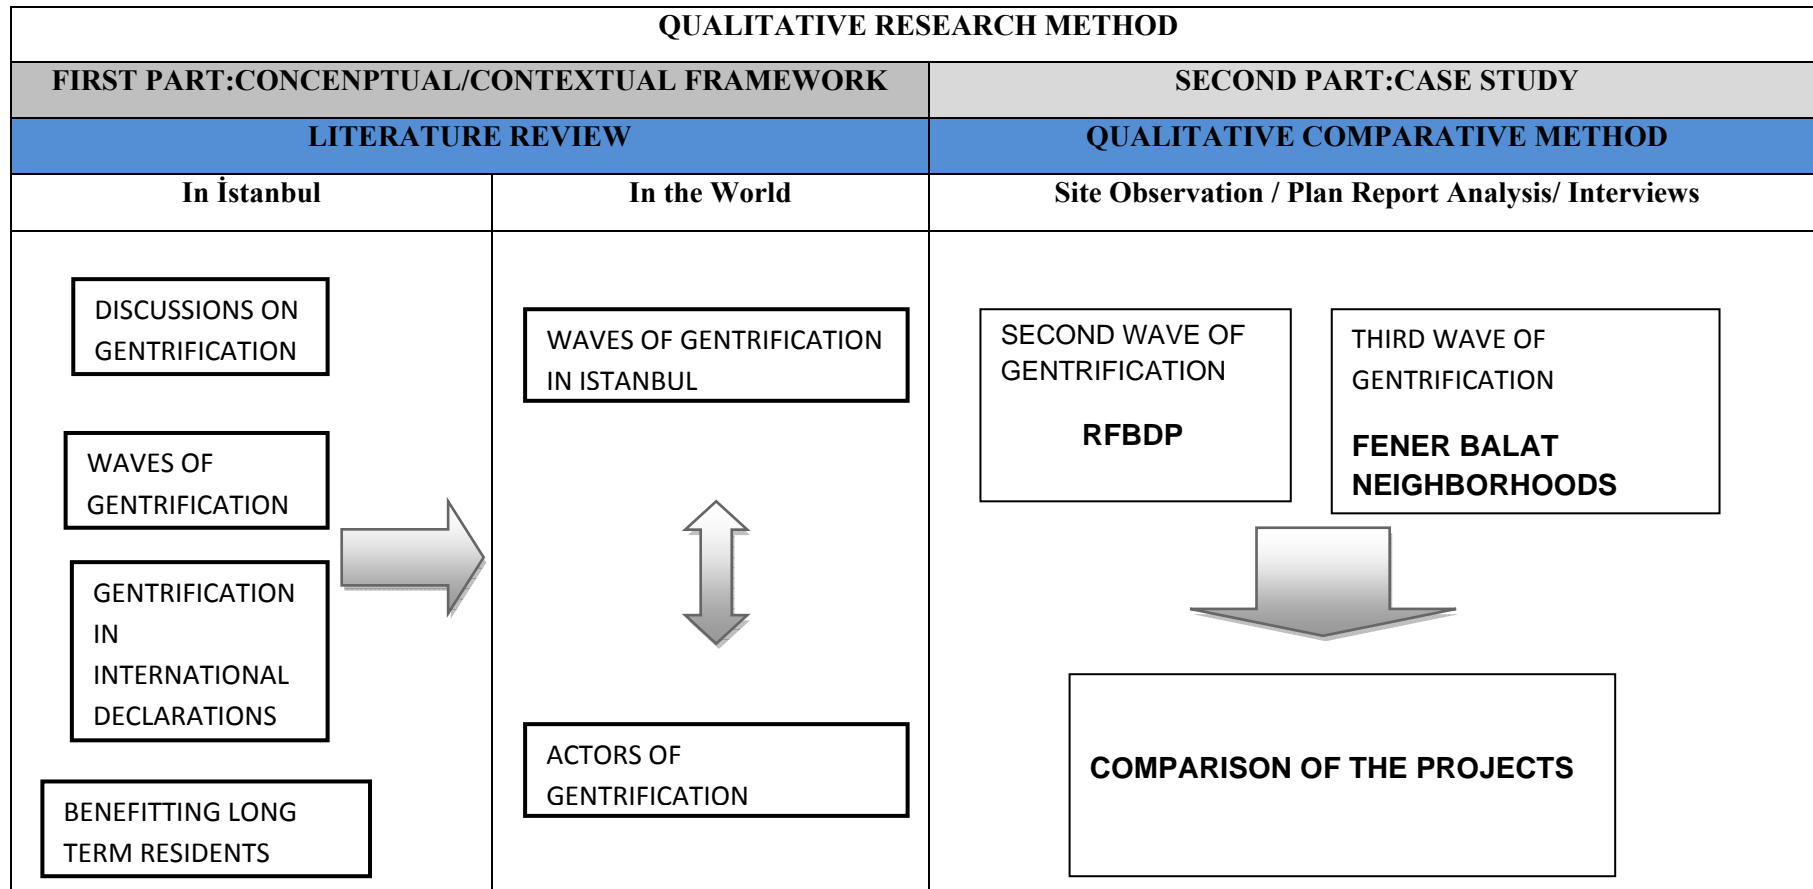 QUALITATIVE RESEARCH METHOD
FIRST PART:CONCENPTUAL/CONTEXTUAL FRAMEWORK
SECOND PART:CASE STUDY
LITERATURE REVIEW
QUALITATIVE COMPARATIVE METHOD
In İstanbul
In the World
Site Observation / Plan Report Analysis/ Interviews
DISCUSSIONS ON
GENTRIFICATION
WAVES OF
GENTRIFICATION
GENTRIFICATION
IN
INTERNATIONAL
DECLARATIONS
BENEFITTING LONG
TERM RESIDENTS
WAVES OF GENTRIFICATION
IN ISTANBUL
ACTORS OF
GENTRIFICATION
SECOND WAVE OF
GENTRIFICATION
RFBDP
THIRD WAVE OF
GENTRIFICATION
FENER BALAT
NEIGHBORHOODS
COMPARISON OF THE PROJECTS